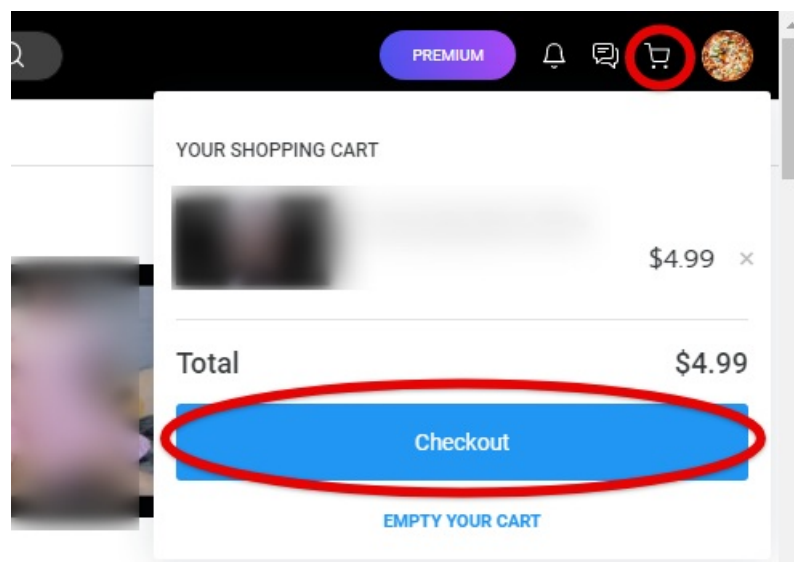 PREMIUM
YOUR SHOPPING CART
$4.99 ×
Total $4.99
Checkout
EMPTY YOUR CART